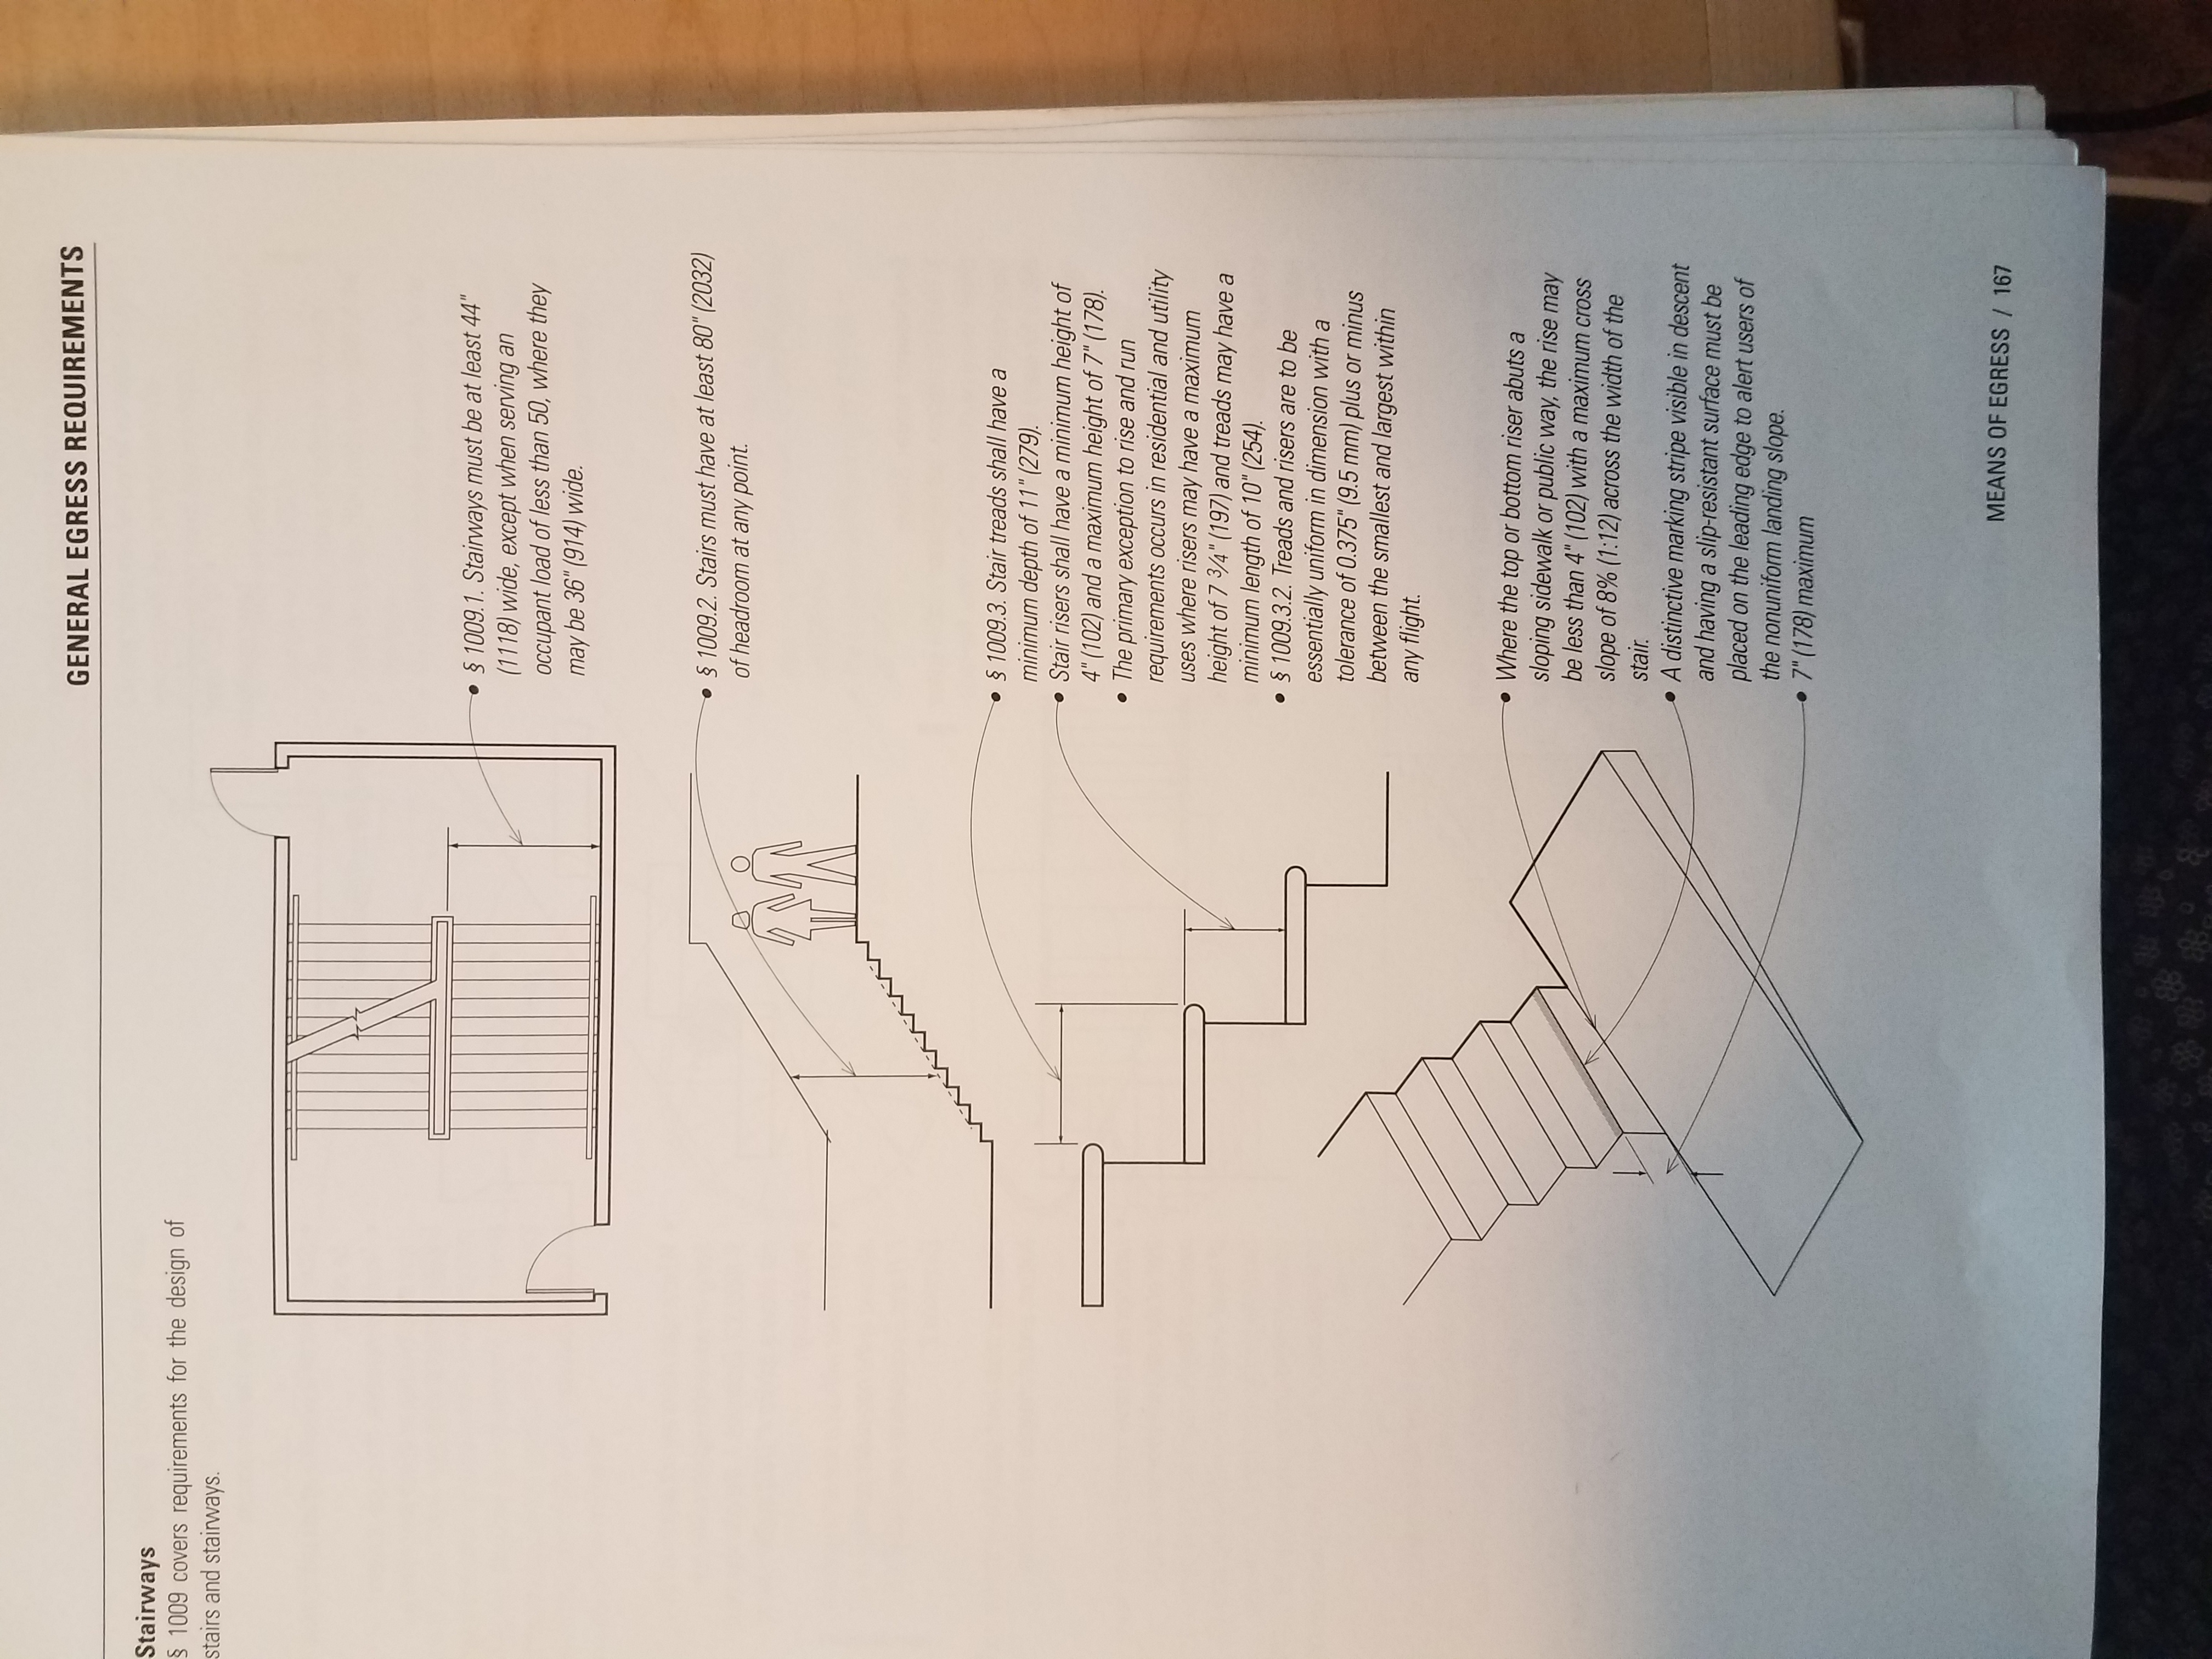 GENERAL EGRESS REQUIREMENTS
Stairways
§ 1009 covers requirements for the design of
stairs and stairways.
• § 1009.1. Stairways must be at least 44"
(1118) wide, except when serving an
occupant load of less than 50, where they
may be 36" (914) wide.
• § 1009.2. Stairs must have at least 80" (2032)
of headroom at any point.
• § 1009.3. Stair treads shall have a
minimum depth of 11" (279).
• Stair risers shall have a minimum height of
4" (102) and a maximum height of 7" (178).
• The primary exception to rise and run
requirements occurs in residential and utility
uses where risers may have a maximum
height of 7 3/4" (197) and treads may have a
minimum length of 10" (254).
• § 1009.3.2. Treads and risers are to be
essentially uniform in dimension with a
tolerance of 0.375" (9.5 mm) plus or minus
between the smallest and largest within
any flight.
• Where the top or bottom riser abuts a
sloping sidewalk or public way, the rise may
be less than 4" (102) with a maximum cross
slope of 8% (1:12) across the width of the
stair.
• A distinctive marking stripe visible in descent
and having a slip-resistant surface must be
placed on the leading edge to alert users of
the nonuniform landing slope.
• 7" (178) maximum
MEANS OF EGRESS / 167